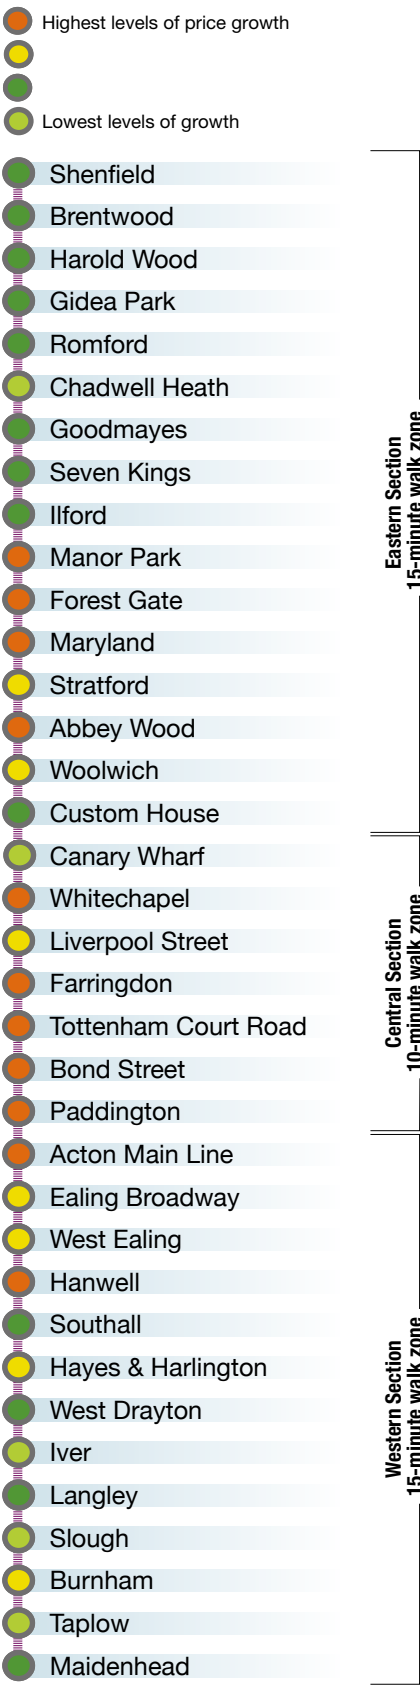 Highest levels of price growth
Lowest levels of growth
Shenfield
Brentwood
Harold Wood
Gidea Park
Romford
Chadwell Heath
Goodmayes
Seven Kings
Ilford
Manor Park
Forest Gate
Maryland
Stratford
Abbey Wood
Woolwich
Custom House
Canary Wharf
Whitechapel
Liverpool Street
Farringdon
Tottenham Court Road
Bond Street
Paddington
Acton Main Line
Ealing Broadway
West Ealing
Hanwell
Southall
Hayes & Harlington
West Drayton
Iver
Langley
Slough
Burnham
Taplow
Maidenhead
Eastern Section
15-minute walk zone
Central Section
10-minute walk zone
Western Section
15-minute walk zone